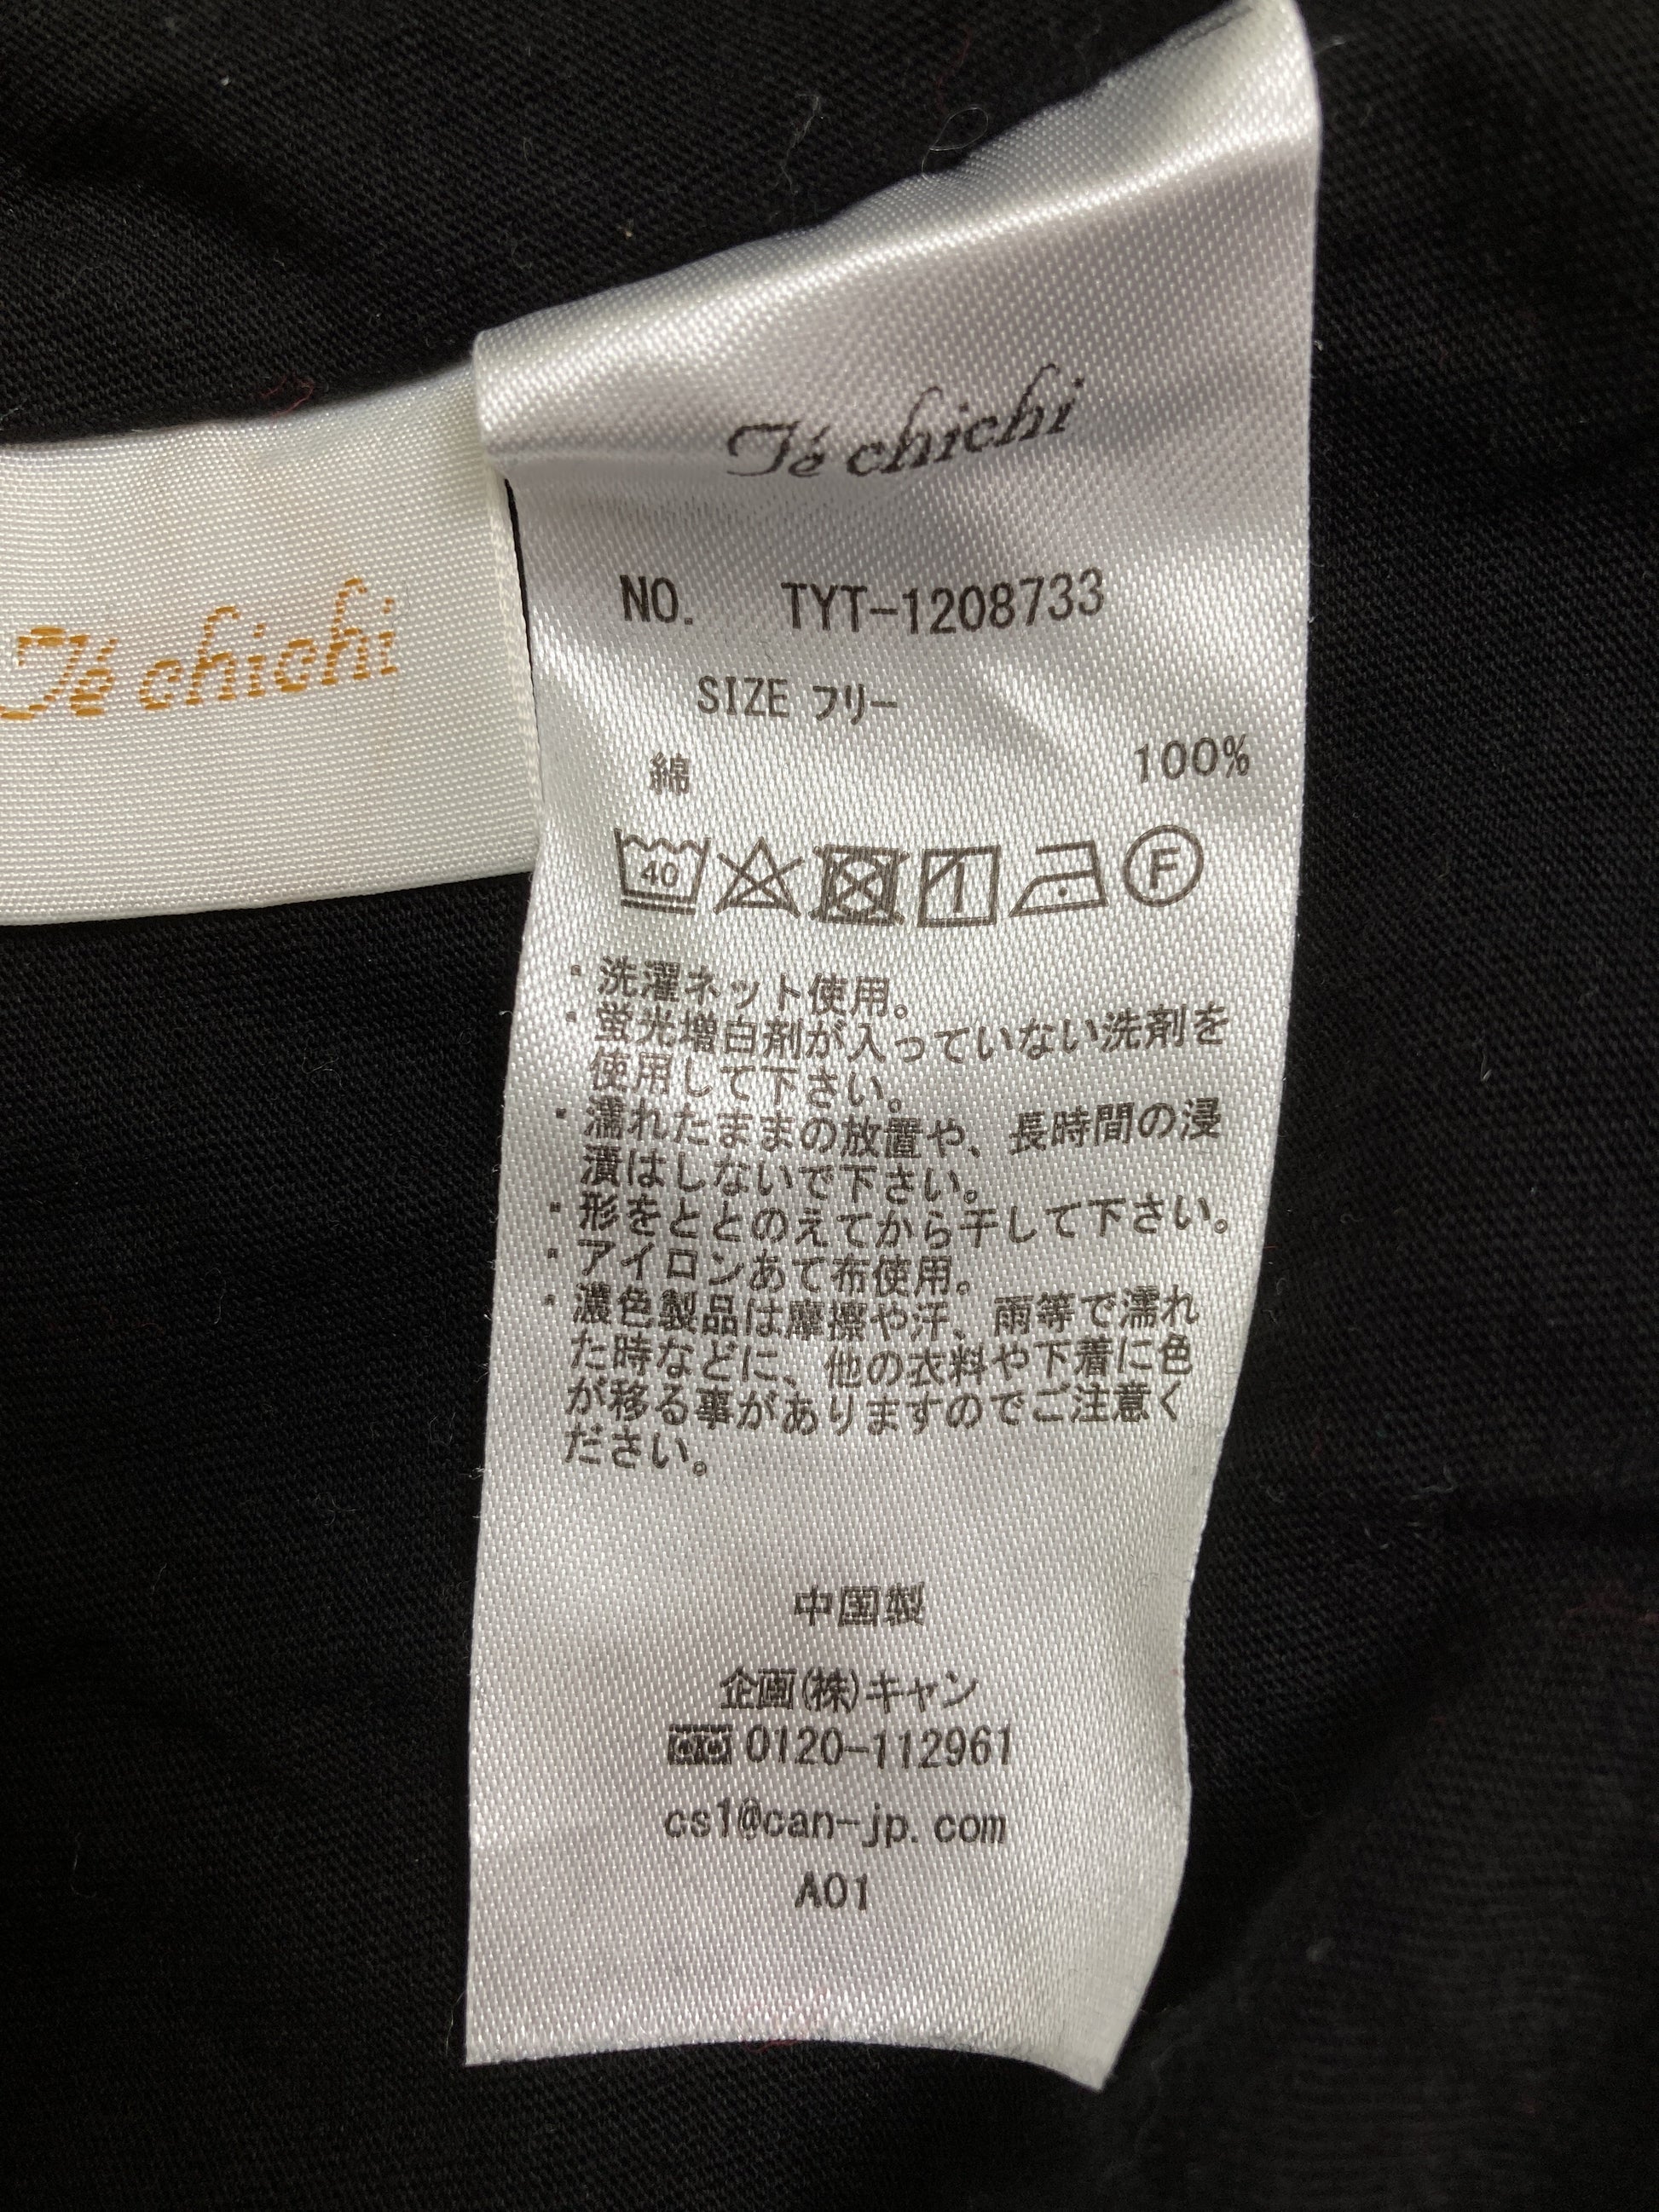 Té chichi
Té chichi
NO. TYT-1208733
SIZE フリー
綿 100%
40
F
・洗濯ネット使用。
・蛍光増白剤が入っていない洗剤を
使用して下さい。
・濡れたままの放置や、長時間の浸
漬はしないで下さい。
・形をととのえてから干して下さい。
・アイロンあて布使用。
・濃色製品は摩擦や汗、雨等で濡れ
た時などに、他の衣料や下着に色
が移る事がありますのでご注意く
ださい。
中国製
企画(株)キャン
0120-112961
cs1@can-jp.com
A01